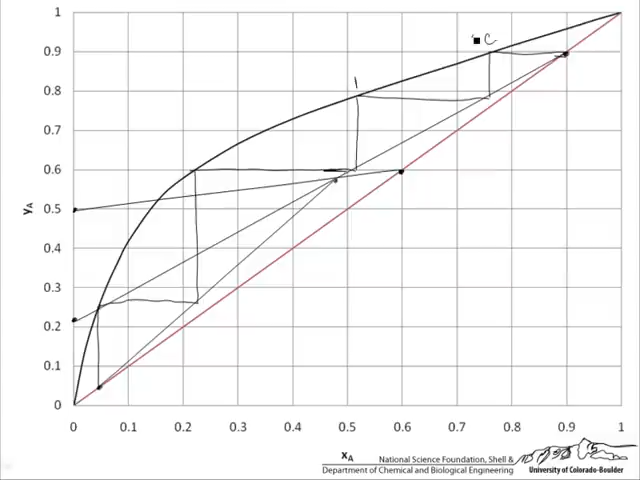 1
0.9
0.8
0.7
0.6
0.5
0.4
0.3
0.2
0.1
0
yA
C
1
0 0.1 0.2 0.3 0.4 0.5 0.6 0.7 0.8 0.9 1
xA
National Science Foundation, Shell &
Department of Chemical and Biological Engineering
University of Colorado-Boulder